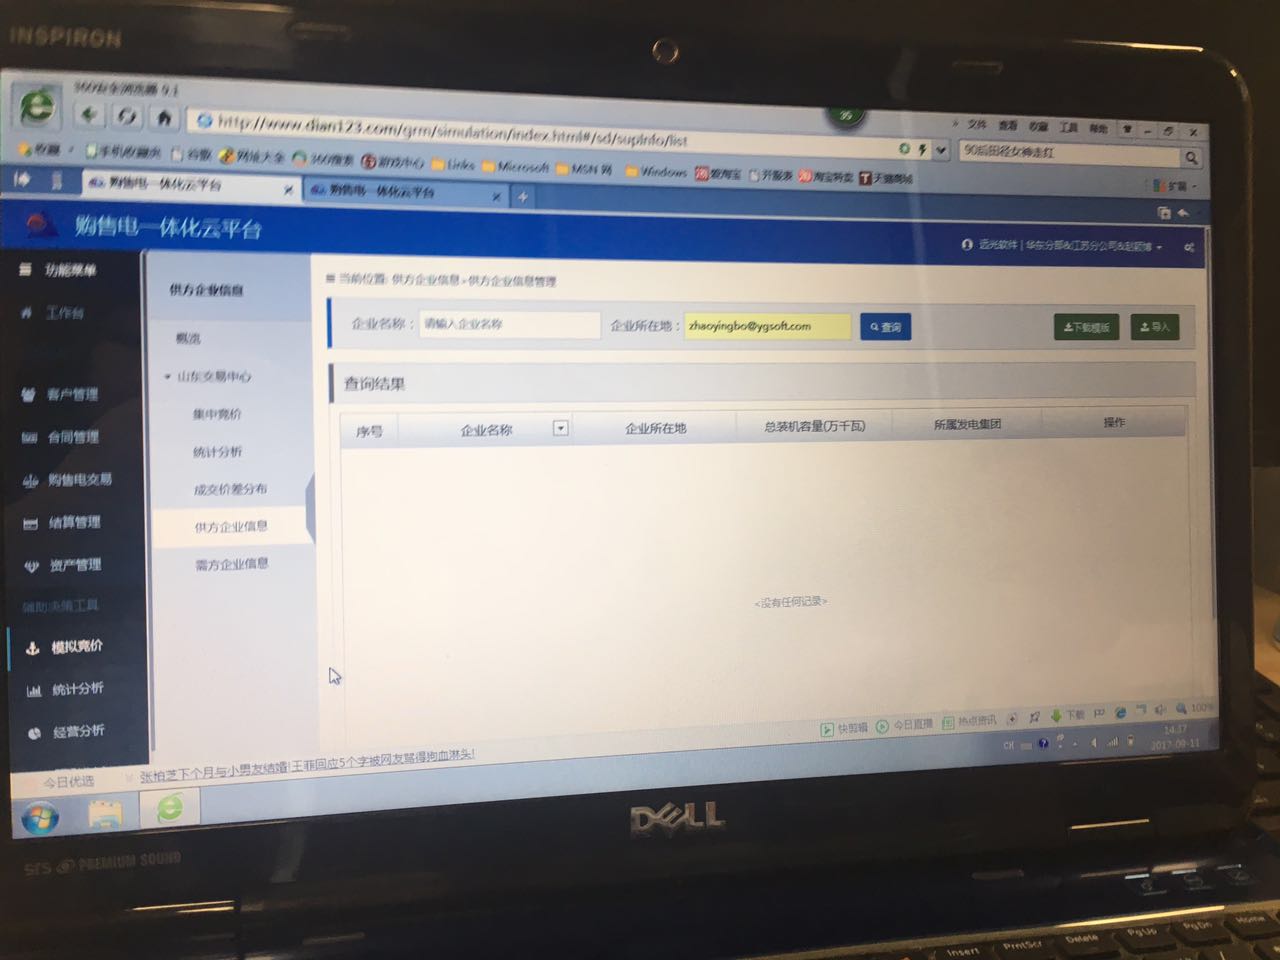 INSPIRON
360安全浏览器 9.1
http://www.dian123.com/grm/simulation/index.html#/sd/supInfo/list
» 文件 查看 收藏 工具 帮助
90后田径女神走红
收藏 手机收藏夹 谷歌 网址大全 360搜索 游戏中心 Links Microsoft MSN 网 Windows 爱淘宝 淘宝特卖 天猫商城
扩展
购售电一体化云平台
购售电一体化云平台
购售电一体化云平台
远光软件 | 华东分部&江苏分公司&赵颖博
功能菜单
工作台
客户管理
合同管理
购售电交易
结算管理
资产管理
辅助决策工具
模拟竞价
统计分析
经营分析
供方企业信息
概览
山东交易中心
集中竞价
统计分析
成交价差分布
供方企业信息
需方企业信息
当前位置: 供方企业信息 > 供方企业信息管理
企业名称：
请输入企业名称
企业所在地：
zhaoyingbo@ygsoft.com
查询
下载模版
导入
查询结果
序号 企业名称 企业所在地 总装机容量(万千瓦) 所属发电集团 操作
<没有任何记录>
快剪辑 今日直播 热点资讯 下载 100%
今日优选
张柏芝下个月与小男友结婚!王菲回应5个字被网友骂得狗血淋头!
CH
14:37
2017-09-11
DELL
SRS PREMIUM SOUND
Insert PrntScr Delete PgUp PgDn Home